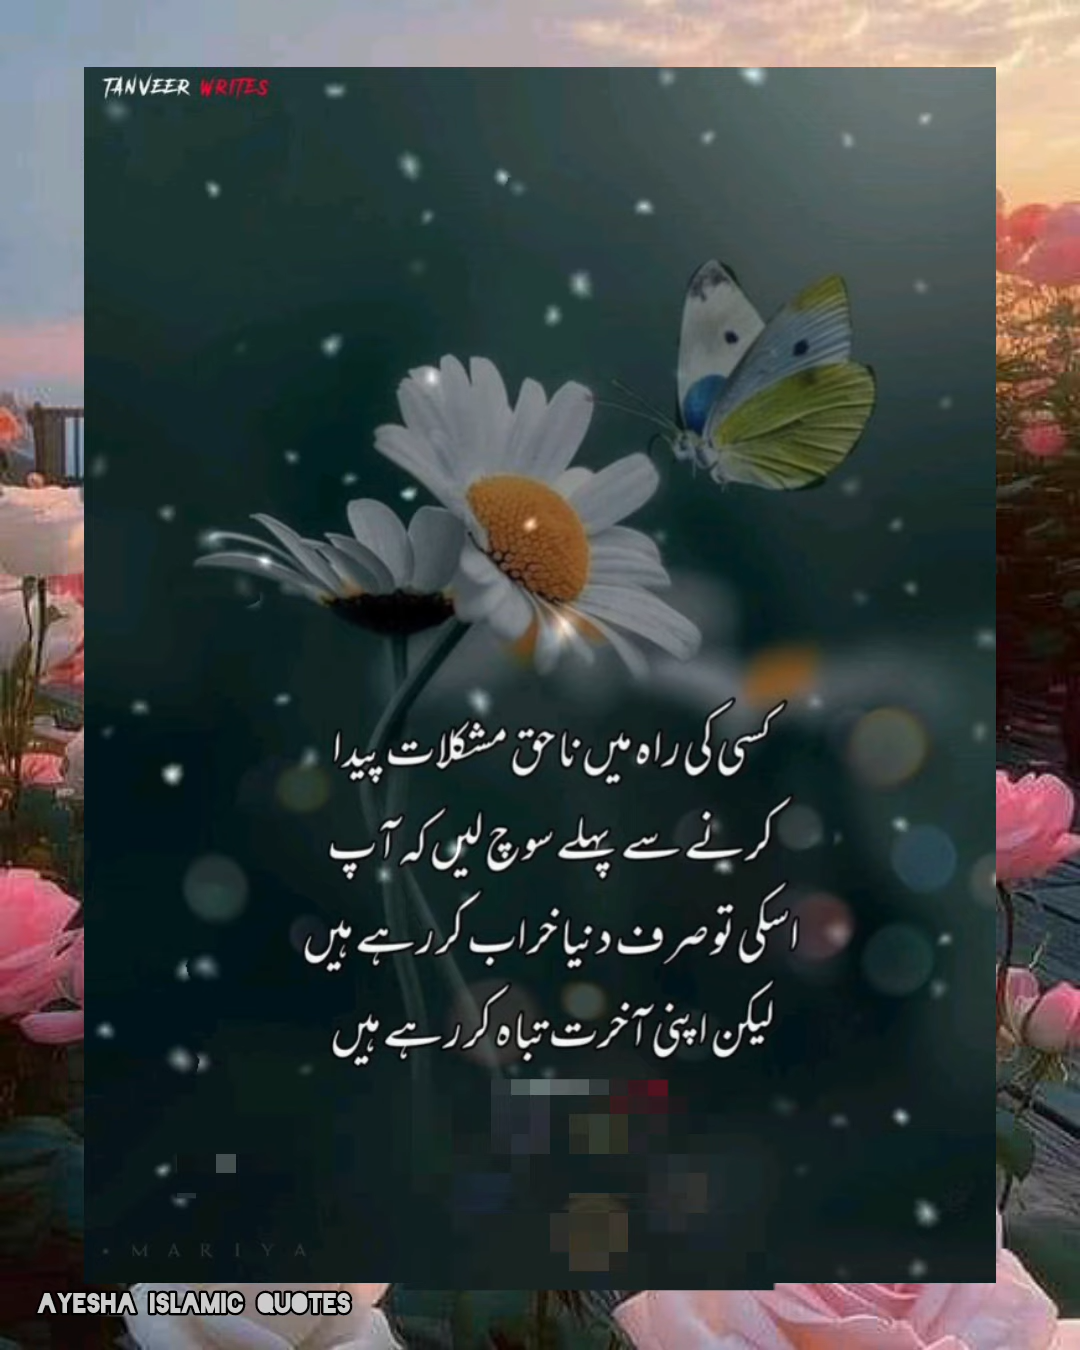 TANVEER WRITES
کسی کی راہ میں ناحق مشکلات پیدا
کرنے سے پہلے سوچ لیں کہ آپ
اسکی تو صرف دنیا خراب کر رہے ہیں
لیکن اپنی آخرت تباہ کر رہے ہیں
MARIYA
AYESHA ISLAMIC QUOTES